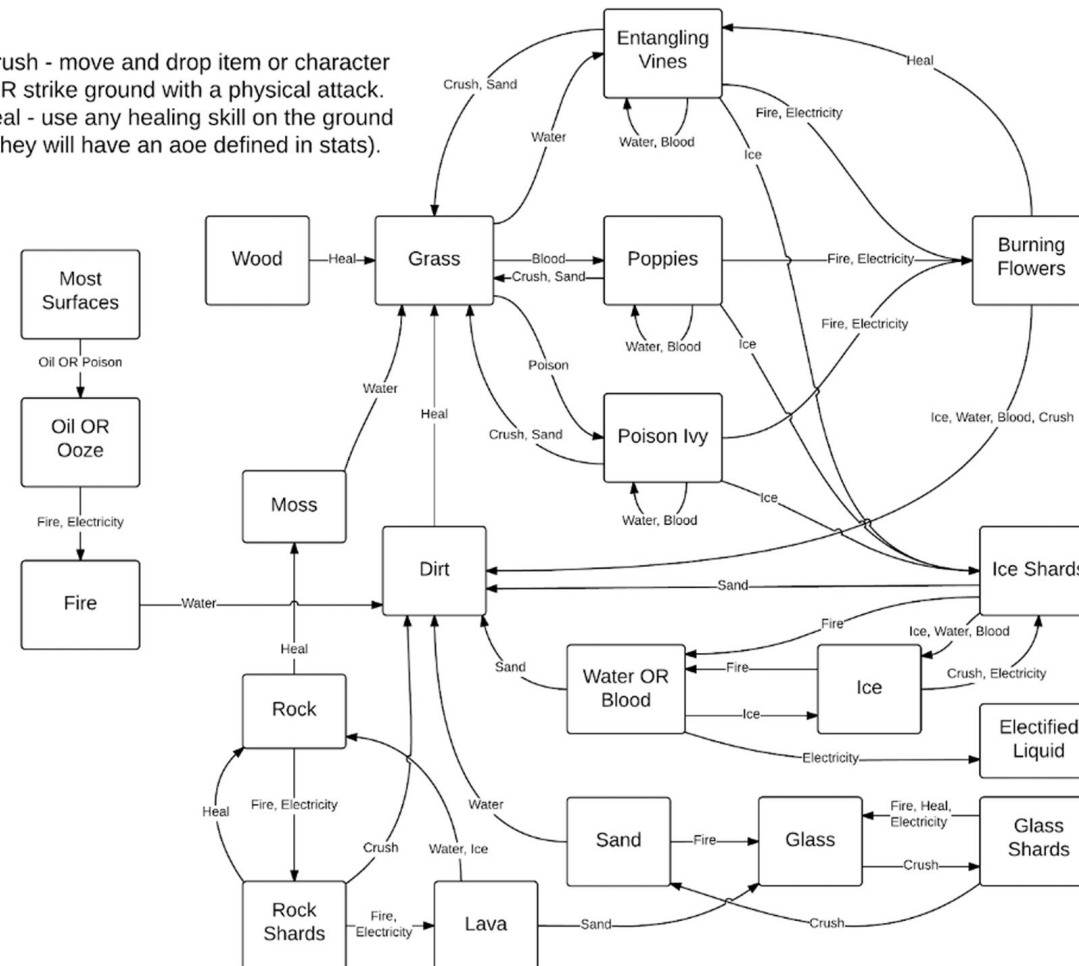 rush - move and drop item or character
R strike ground with a physical attack.
eal - use any healing skill on the ground
hey will have an aoe defined in stats).
Entangling
Vines
Heal
Crush, Sand
Fire, Electricity
Water
Water, Blood
Ice
Wood
Heal
Grass
Blood
Crush, Sand
Poppies
Fire, Electricity
Burning
Flowers
Most
Surfaces
Fire, Electricity
Water, Blood
Ice
Oil OR Poison
Poison
Water
Heal
Ice, Water, Blood, Crush
Oil OR
Ooze
Crush, Sand
Poison Ivy
Ice
Moss
Fire, Electricity
Water, Blood
Dirt
Ice Shards
Sand
Fire
Water
Fire
Ice, Water, Blood
Heal
Sand
Water OR
Blood
Fire
Ice
Crush, Electricity
Rock
Ice
Electified
Liquid
Electricity
Heal
Fire, Electricity
Water
Fire, Heal,
Electricity
Sand
Fire
Glass
Glass
Shards
Crush
Water, Ice
Crush
Rock
Shards
Fire,
Electricity
Lava
Sand
Crush